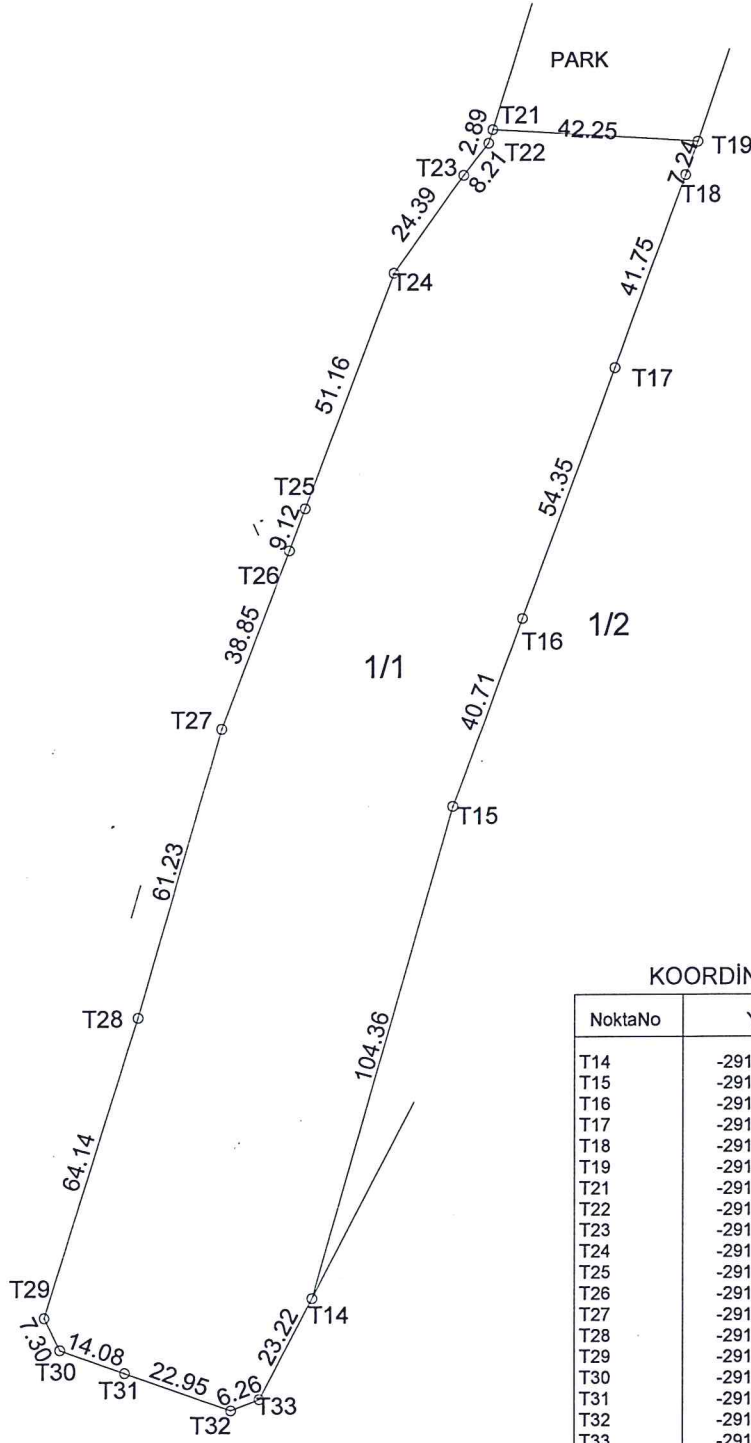 PARK
T21
42.25
T19
2.89
T22
7.24
T23
8.21
T18
24.39
41.75
T24
T17
51.16
54.35
T25
9.12
T26
1/2
T16
38.85
1/1
40.71
T27
T15
61.23
T28
104.36
64.14
T29
T14
7.30
14.08
23.22
T30
22.95
T31
6.26
T33
T32
NoktaNo
T14 -291
T15 -291
T16 -291
T17 -291
T18 -291
T19 -291
T21 -291
T22 -291
T23 -291
T24 -291
T25 -291
T26 -291
T27 -291
T28 -291
T29 -291
T30 -291
T31 -291
T32 -291
T33 -291